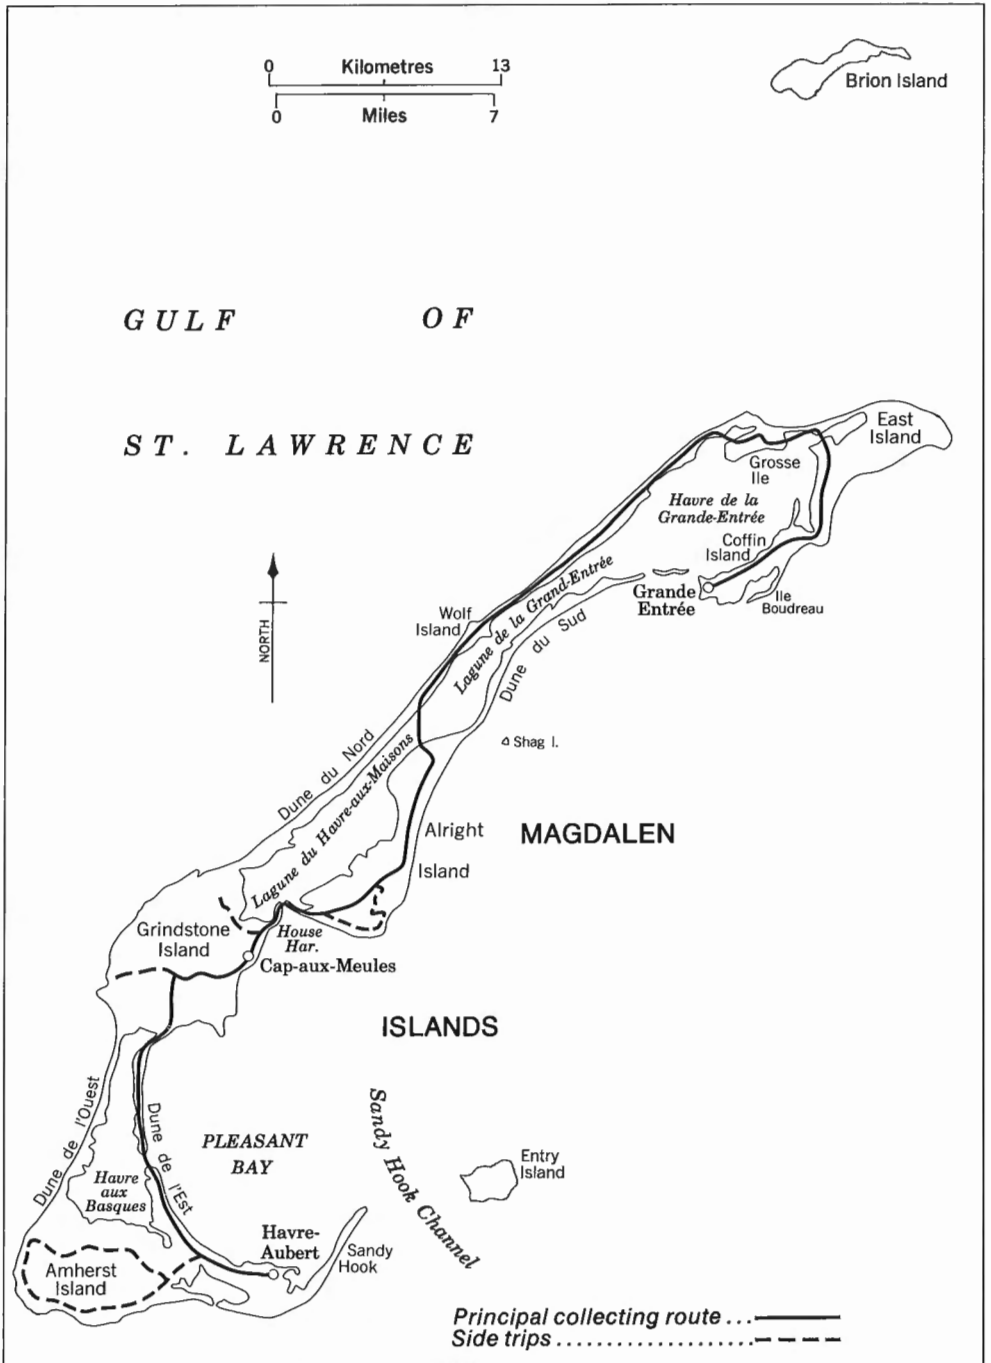 0 Kilometres 13
0 Miles 7
Brion Island
GULF OF
ST. LAWRENCE
East
Island
Grosse
Ile
Havre de la
Grande-Entrée
Coffin
Island
Grande
Entrée
Ile
Boudreau
NORTH
Wolf
Island
Lagune de la Grand-Entrée
Dune du Sud
Shag I.
Dune du Nord
Lagune du Havre-aux-Maisons
Alright
Island
MAGDALEN
Grindstone
Island
House
Har.
Cap-aux-Meules
ISLANDS
Dune de l'Ouest
Dune de l'Est
PLEASANT
BAY
Sandy Hook Channel
Entry
Island
Havre
aux
Basques
Havre-
Aubert
Sandy
Hook
Amherst
Island
Principal collecting route ...
Side trips ...................